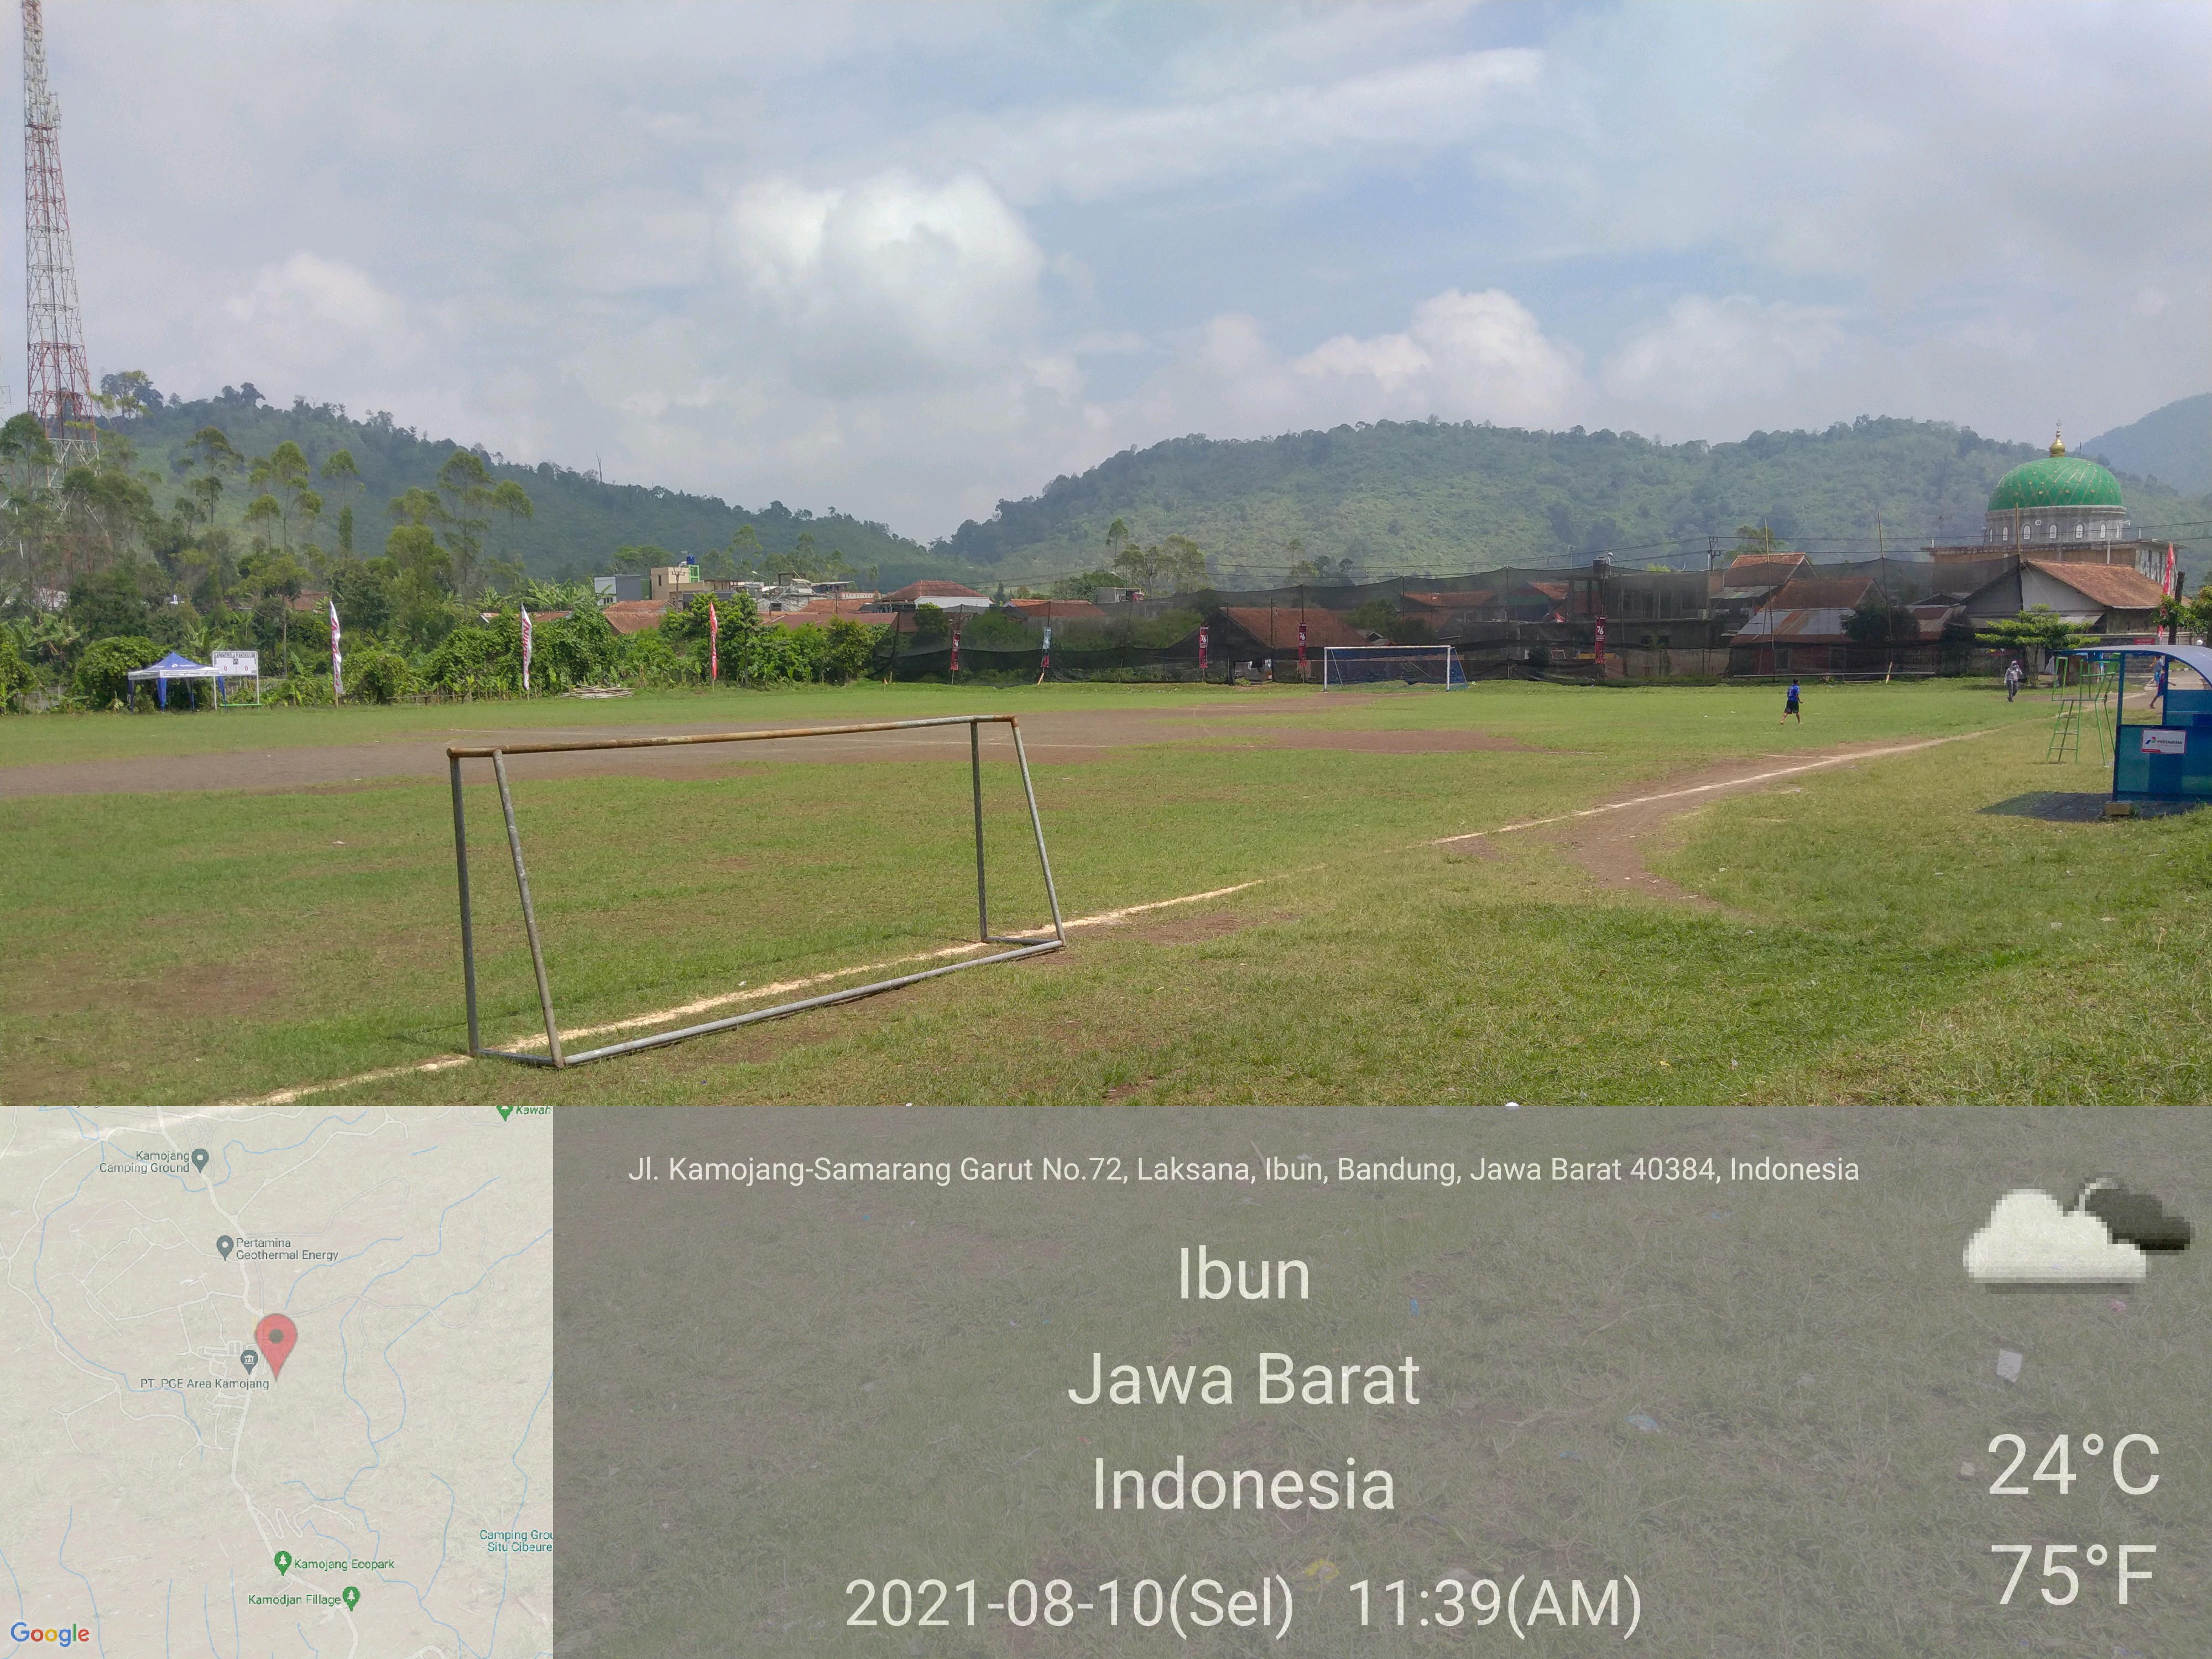 PERTAMINA
Kawah
Kamojang
Camping Ground
Pertamina
Geothermal Energy
PT. PGE Area Kamojang
Camping Grou
- Situ Cibeure
Kamojang Ecopark
Kamodjan Fillage
Google
Jl. Kamojang-Samarang Garut No.72, Laksana, Ibun, Bandung, Jawa Barat 40384, Indonesia
Ibun
Jawa Barat
Indonesia
2021-08-10(Sel) 11:39(AM)
24°C
75°F